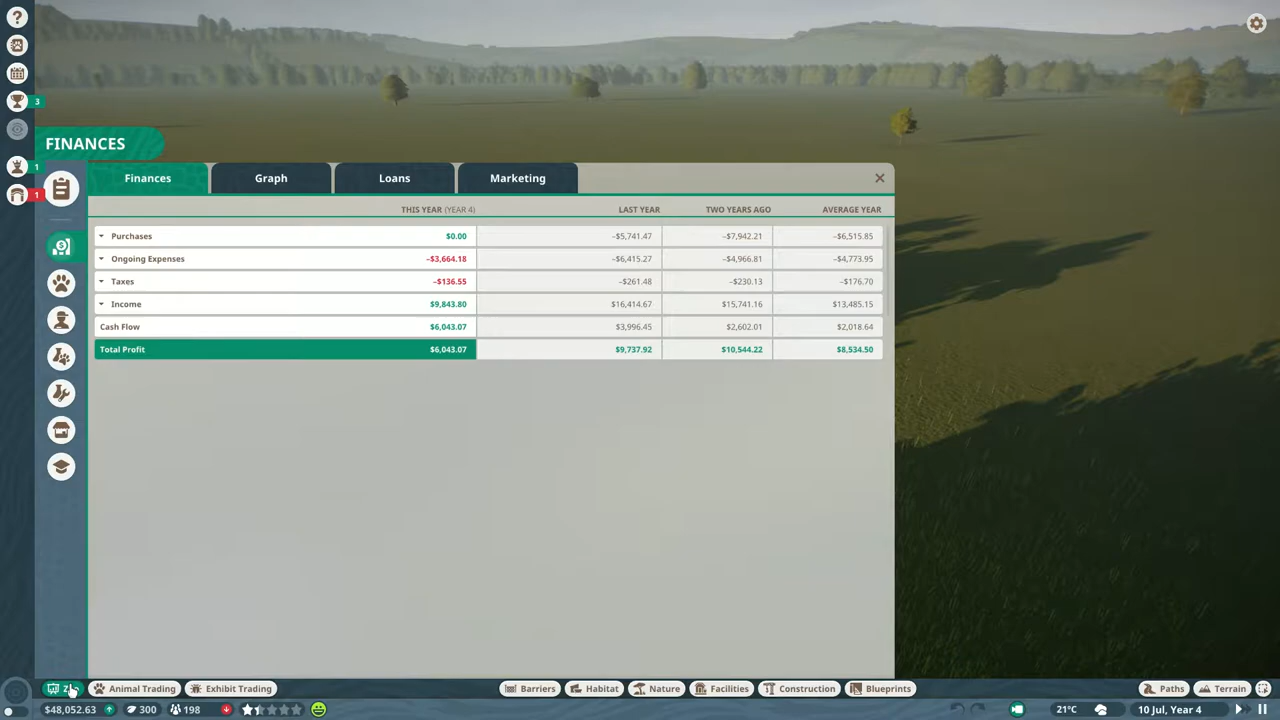 ?
3
FINANCES
1
1
Finances Graph Loans Marketing
THIS YEAR (YEAR 4) LAST YEAR TWO YEARS AGO AVERAGE YEAR
Purchases $0.00 –$5,741.47 –$7,942.21 –$6,515.85
Ongoing Expenses –$3,664.18 –$6,415.27 –$4,966.81 –$4,773.95
Taxes –$136.55 –$261.48 –$230.13 –$176.70
Income $9,843.80 $16,414.67 $15,741.16 $13,485.15
Cash Flow $6,043.07 $3,996.45 $2,602.01 $2,018.64
Total Profit $6,043.07 $9,737.92 $10,544.22 $8,534.50
Animal Trading Exhibit Trading Barriers Habitat Nature Facilities Construction Blueprints Paths Terrain
$48,052.63 300 198 21°C 10 Jul, Year 4